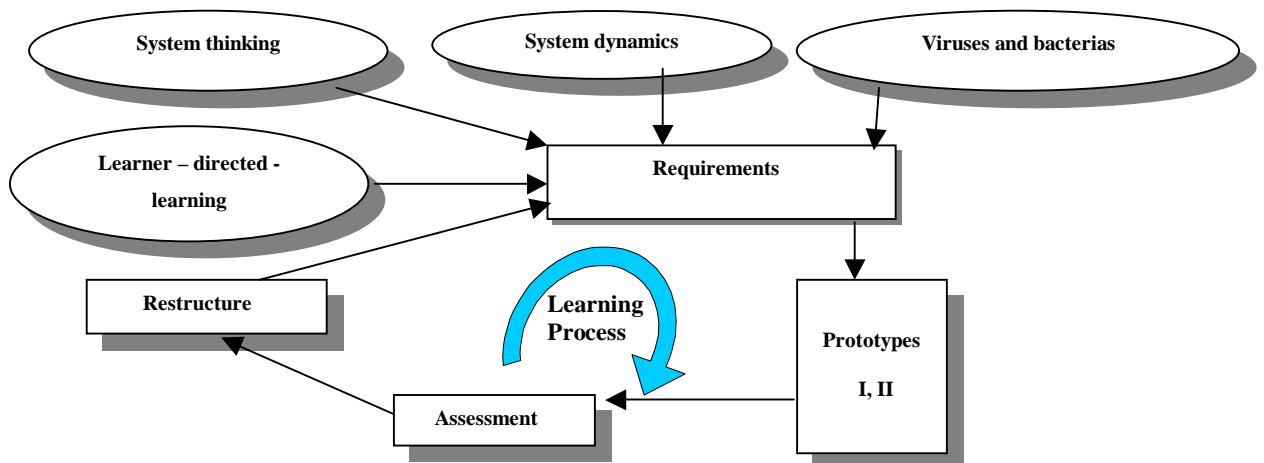 System thinking
System dynamics
Viruses and bacterias
Learner – directed -
learning
Requirements
Restructure
Learning
Process
Prototypes
I, II
Assessment